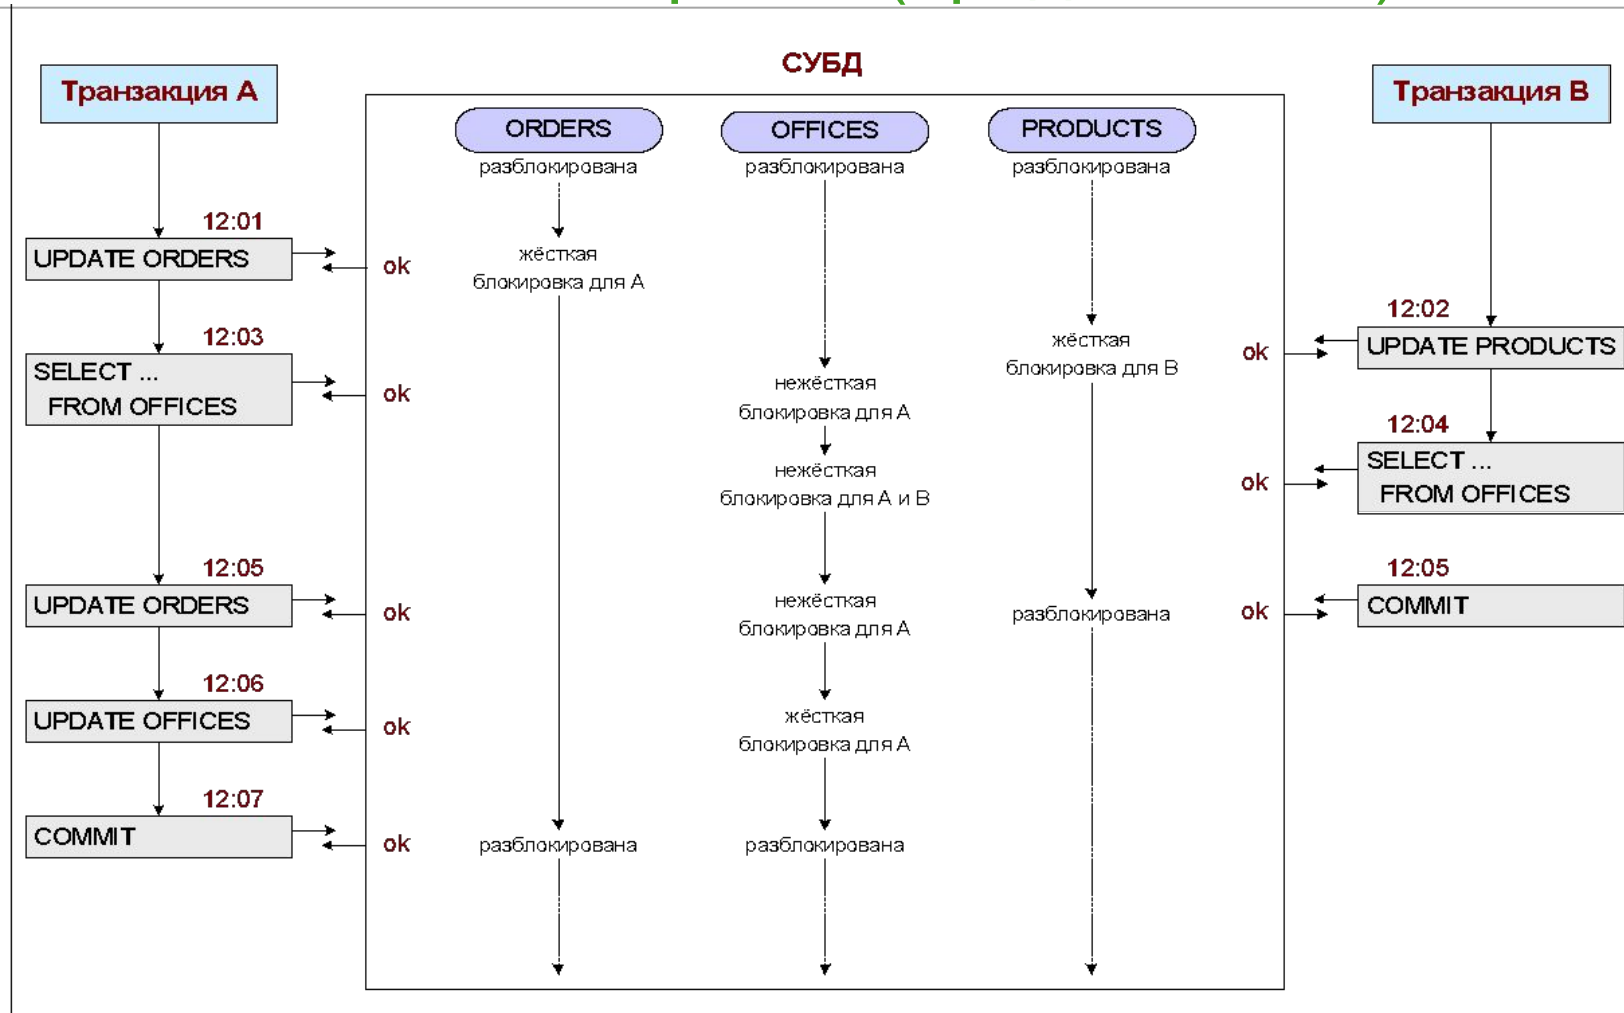 СУБД
Транзакция А
Транзакция В
ORDERS
OFFICES
PRODUCTS
разблокирована
разблокирована
разблокирована
12:01
UPDATE ORDERS
ok
жёсткая
блокировка для А
12:02
UPDATE PRODUCTS
ok
жёсткая
блокировка для В
12:03
SELECT ...
FROM OFFICES
ok
нежёсткая
блокировка для А
12:04
SELECT ...
FROM OFFICES
ok
нежёсткая
блокировка для А и В
12:05
UPDATE ORDERS
ok
нежёсткая
блокировка для А
разблокирована
ok
12:05
COMMIT
12:06
UPDATE OFFICES
ok
жёсткая
блокировка для А
12:07
COMMIT
ok
разблокирована
разблокирована